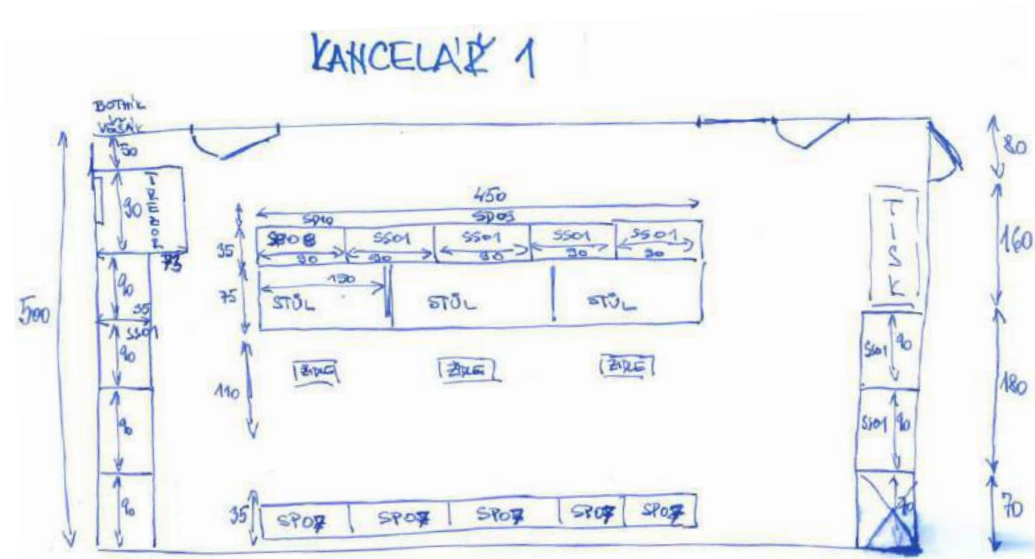 KANCELÁŘ 1
BOTNÍK
VĚŠÁK
50
80
90
TREZOR
450
SP10
SP03
SS01
SS01
SS01
SS01
35
90
90
90
90
90
73
160
TISK
500
90
35
SS01
75
150
STŮL
STŮL
STŮL
90
110
ŽIDLE
ŽIDLE
ŽIDLE
SS01
90
180
90
SS01
90
90
35
SP07
SP07
SP07
SP07
SP07
70
70